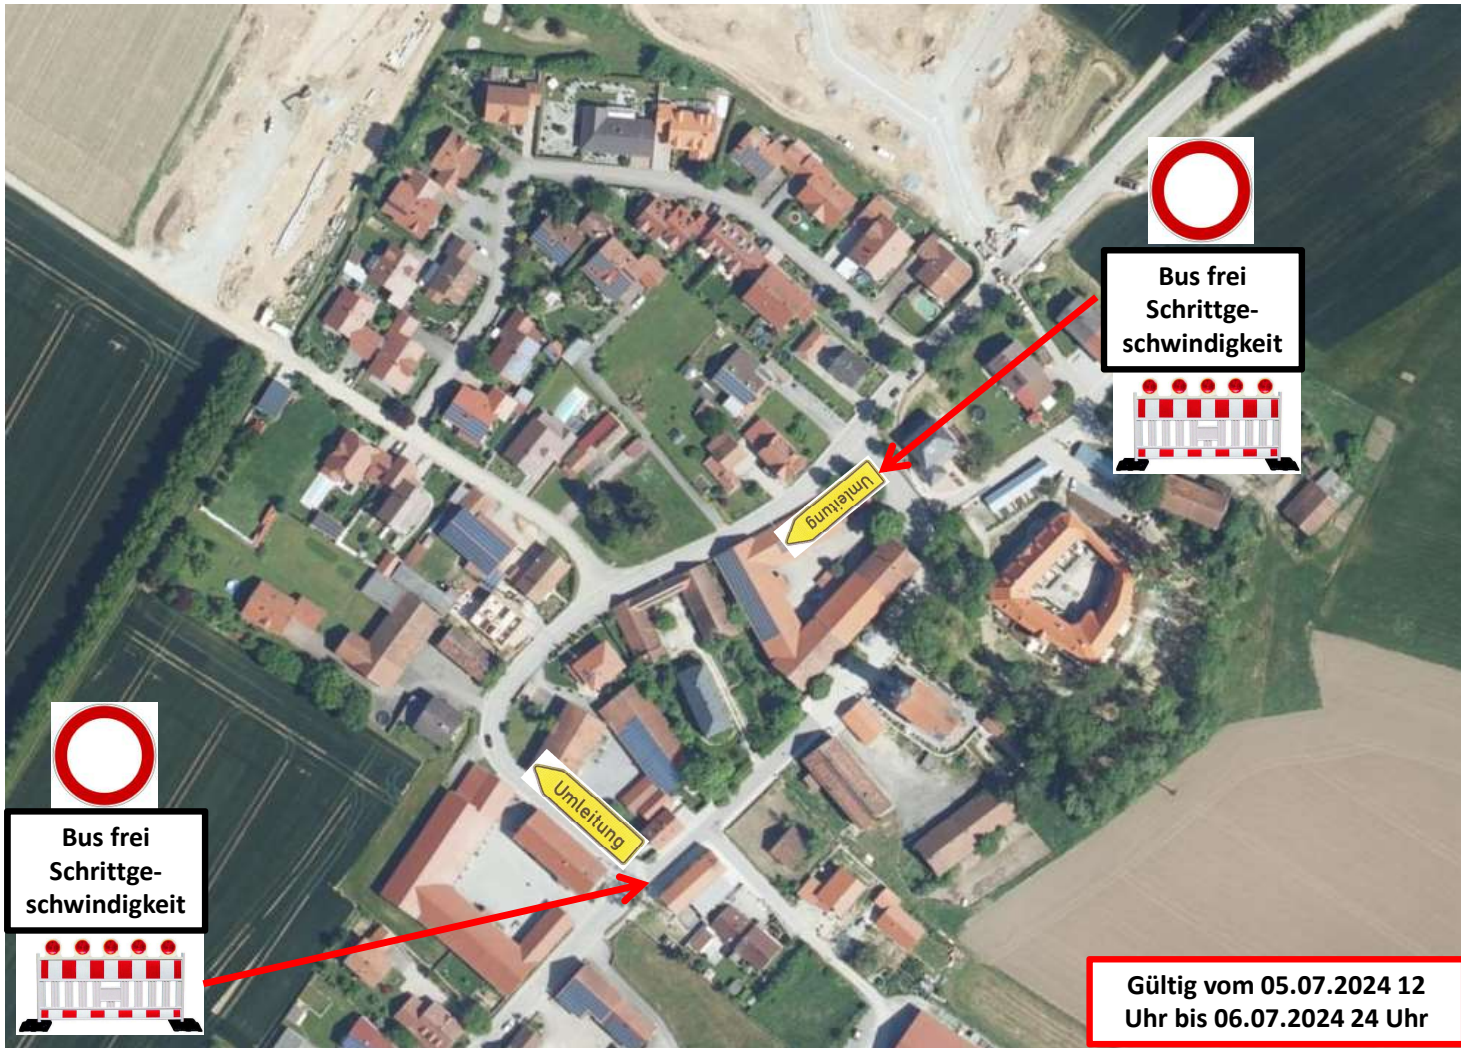 Bus frei
Schrittge-
schwindigkeit
Umleitung
Umleitung
Bus frei
Schrittge-
schwindigkeit
Gültig vom 05.07.2024 12
Uhr bis 06.07.2024 24 Uhr